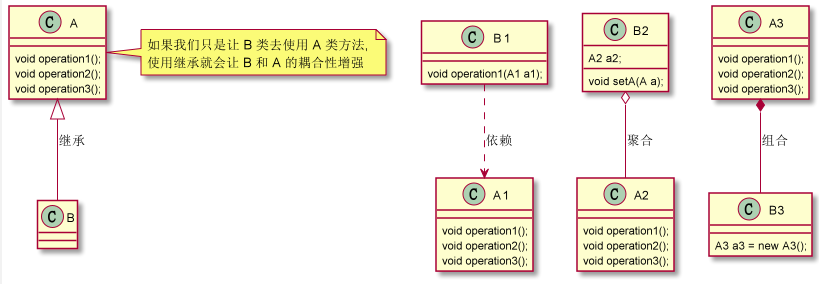 C A
void operation1();
void operation2();
void operation3();
如果我们只是让 B 类去使用 A 类方法,
使用继承就会让 B 和 A 的耦合性增强
继承
C B
C B1
void operation1(A1 a1);
依赖
C A1
void operation1();
void operation2();
void operation3();
C B2
A2 a2;
void setA(A a);
聚合
C A2
void operation1();
void operation2();
void operation3();
C A3
void operation1();
void operation2();
void operation3();
组合
C B3
A3 a3 = new A3();